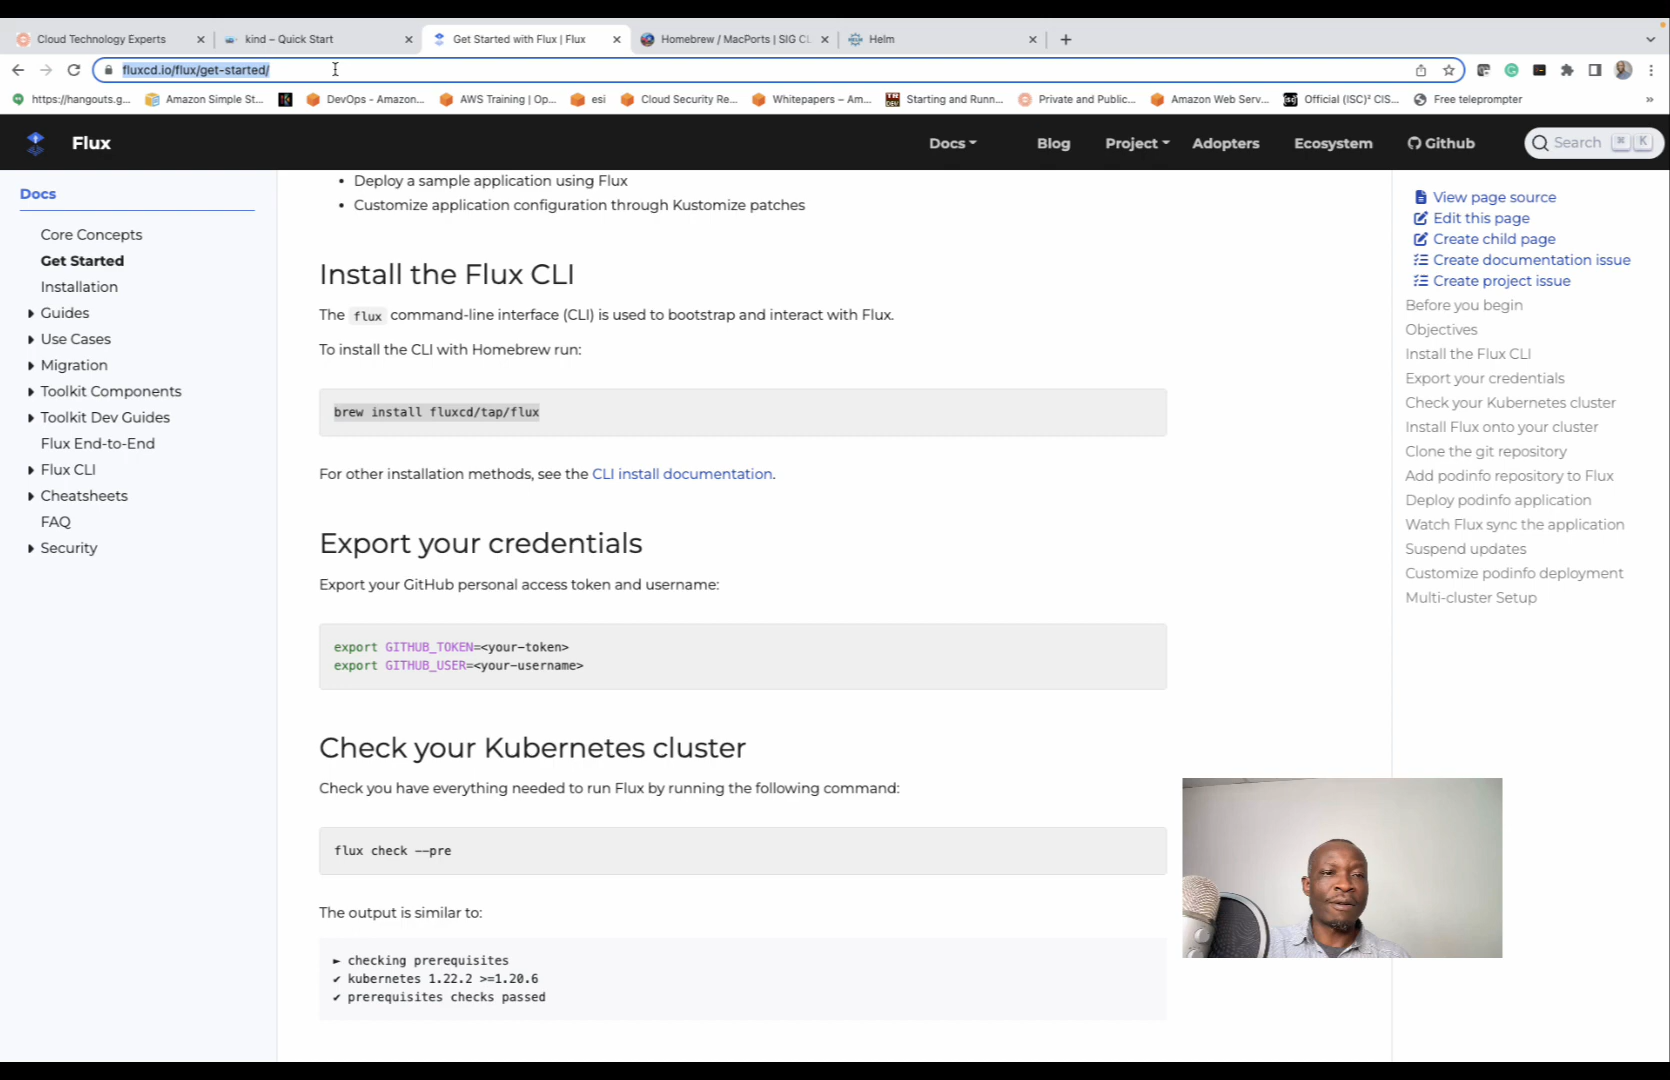 Cloud Technology Experts
kind – Quick Start
Get Started with Flux | Flux
Homebrew / MacPorts | SIG CL
Helm
fluxcd.io/flux/get-started/
https://hangouts.g...
Amazon Simple St...
DevOps - Amazon...
AWS Training | Op...
esi
Cloud Security Re...
Whitepapers – Am...
Starting and Runn...
Private and Public...
Amazon Web Serv...
Official (ISC)² CIS...
Free teleprompter
»
Flux
Docs
Blog
Project
Adopters
Ecosystem
Github
Search ⌘ K
Docs
Core Concepts
Get Started
Installation
Guides
Use Cases
Migration
Toolkit Components
Toolkit Dev Guides
Flux End-to-End
Flux CLI
Cheatsheets
FAQ
Security
• Deploy a sample application using Flux
• Customize application configuration through Kustomize patches
Install the Flux CLI
The flux command-line interface (CLI) is used to bootstrap and interact with Flux.
To install the CLI with Homebrew run:
brew install fluxcd/tap/flux
For other installation methods, see the CLI install documentation.
Export your credentials
Export your GitHub personal access token and username:
export GITHUB_TOKEN=<your-token>
export GITHUB_USER=<your-username>
Check your Kubernetes cluster
Check you have everything needed to run Flux by running the following command:
flux check --pre
The output is similar to:
► checking prerequisites
✔ kubernetes 1.22.2 >=1.20.6
✔ prerequisites checks passed
View page source
Edit this page
Create child page
Create documentation issue
Create project issue
Before you begin
Objectives
Install the Flux CLI
Export your credentials
Check your Kubernetes cluster
Install Flux onto your cluster
Clone the git repository
Add podinfo repository to Flux
Deploy podinfo application
Watch Flux sync the application
Suspend updates
Customize podinfo deployment
Multi-cluster Setup